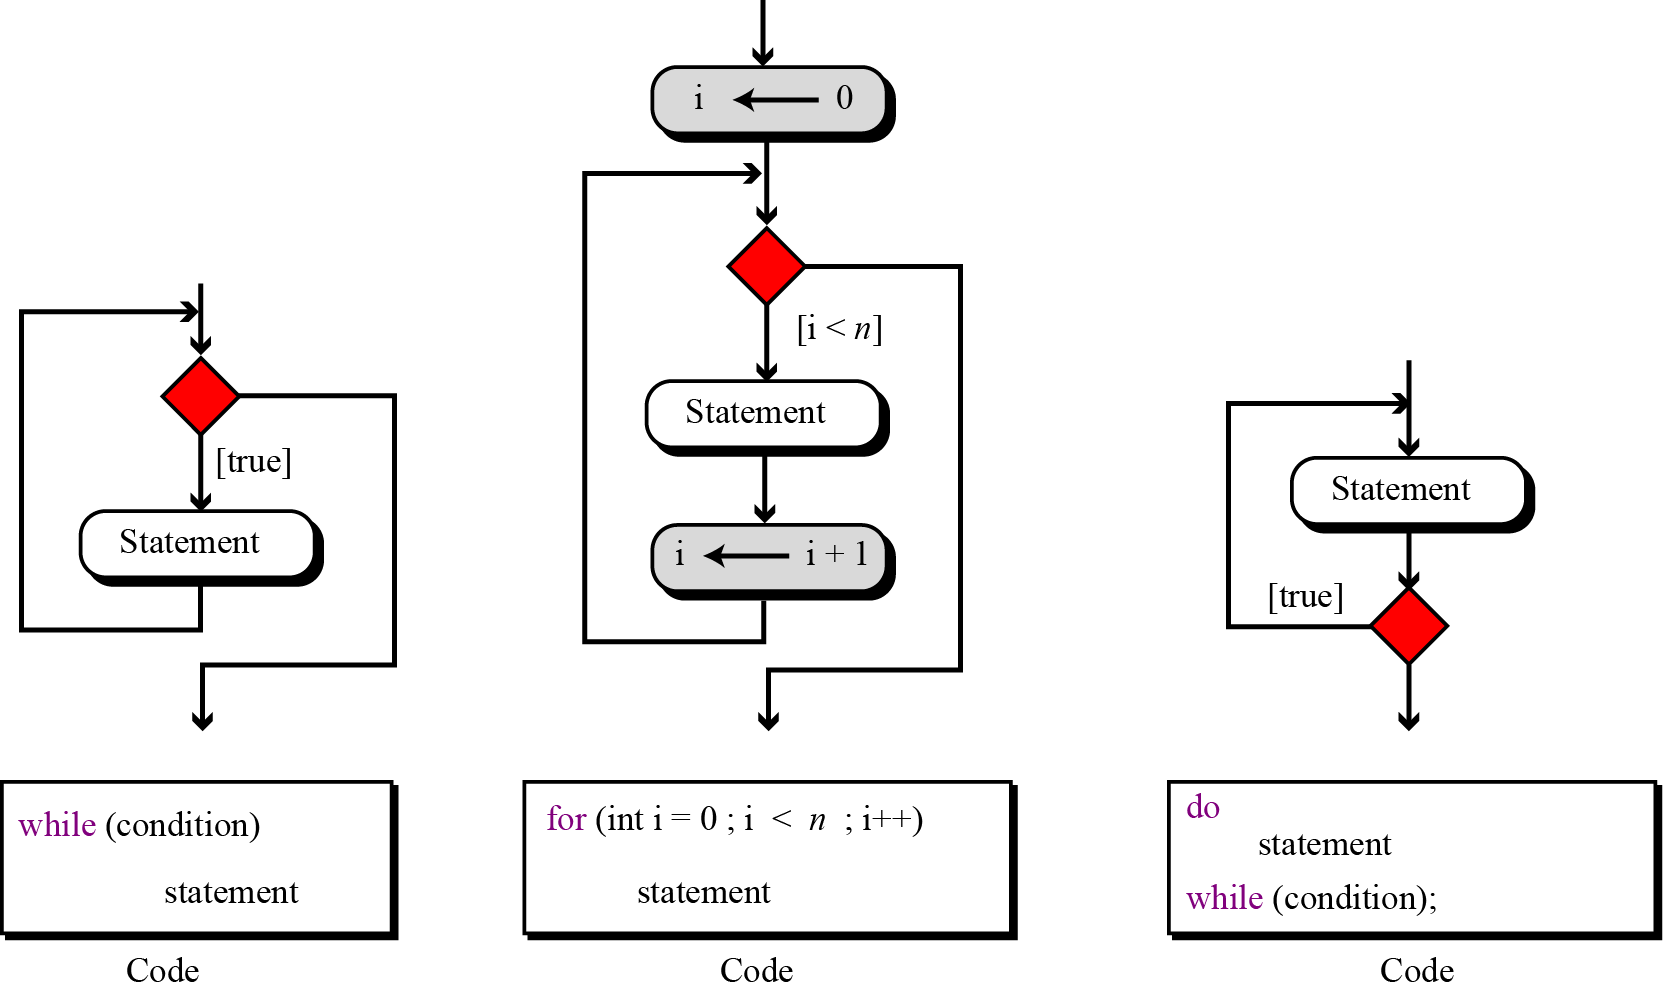 [true]
Statement
while (condition)
statement
Code
i 0
[i < n]
Statement
i i + 1
for (int i = 0 ; i < n ; i++)
statement
Code
Statement
[true]
do
statement
while (condition);
Code